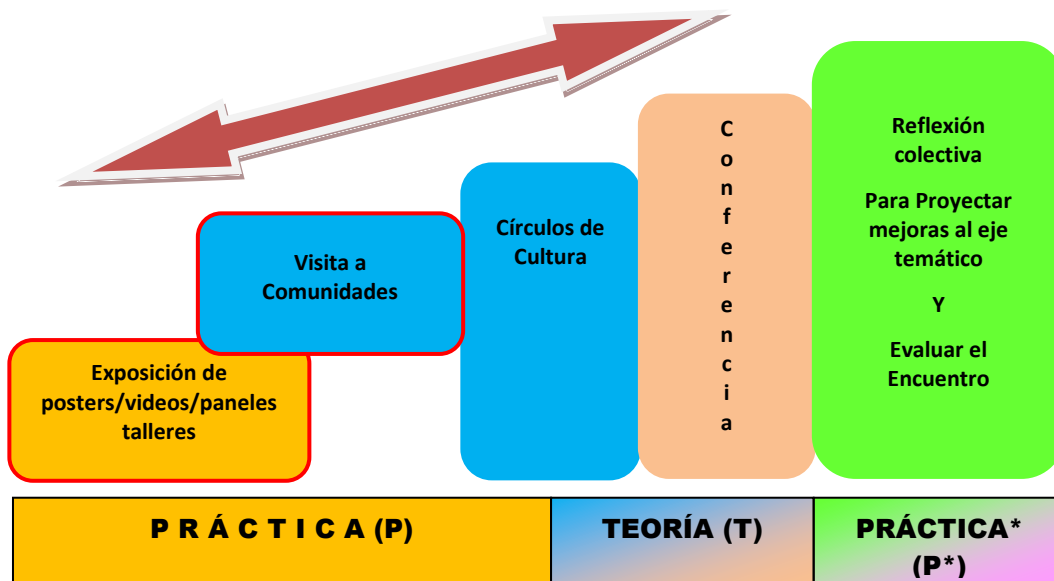 Exposición de
posters/videos/paneles
talleres
Visita a
Comunidades
Círculos de
Cultura
Conferencia
Reflexión
colectiva
Para Proyectar
mejoras al eje
temático
Y
Evaluar el
Encuentro
P R Á C T I C A (P)
TEORÍA (T)
PRÁCTICA*
(P*)